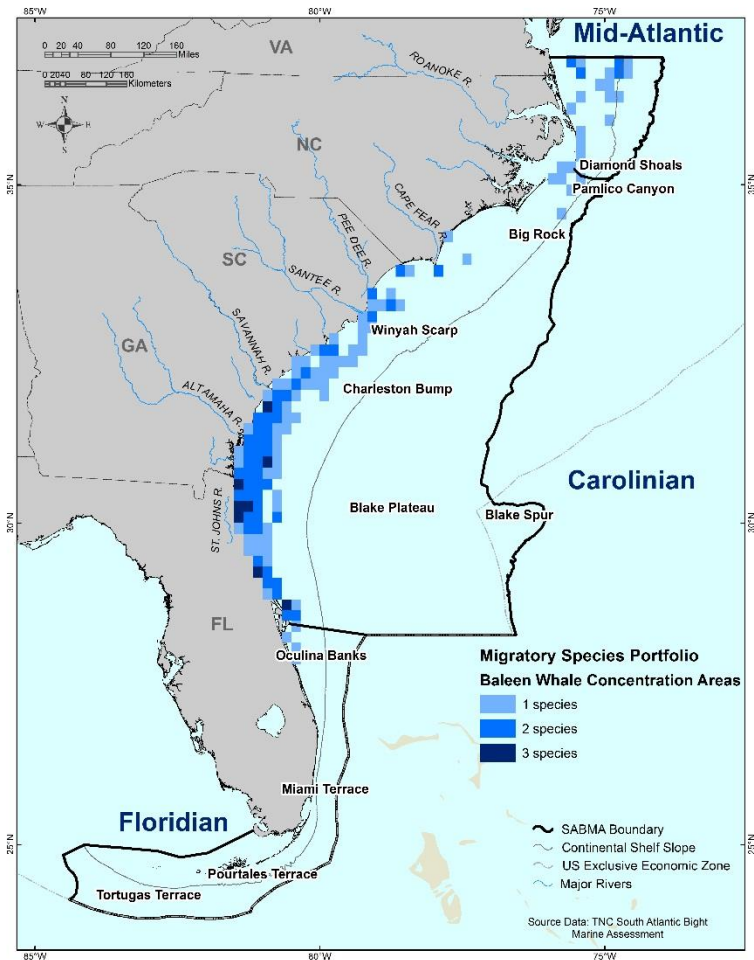 85°W
80°W
75°W
Mid-Atlantic
0 20 40 80 120 160
Miles
0 20 40 80 120 160
Kilometers
N
W E
S
VA
ROANOKE R.
NC
Diamond Shoals
35°N
35°N
Pamlico Canyon
CAPE FEAR R.
PEE DEE R.
Big Rock
SC
SANTEE R.
Winyah Scarp
SAVANNAH R.
GA
Charleston Bump
ALTAMAHA R.
Carolinian
ST. JOHNS R.
Blake Plateau
Blake Spur
30°N
30°N
FL
Oculina Banks
Migratory Species Portfolio
Baleen Whale Concentration Areas
1 species
2 species
3 species
Miami Terrace
Floridian
SABMA Boundary
Continental Shelf Slope
US Exclusive Economic Zone
Major Rivers
25°N
25°N
Pourtales Terrace
Tortugas Terrace
Source Data: TNC South Atlantic Bight
Marine Assessment
85°W
80°W
75°W